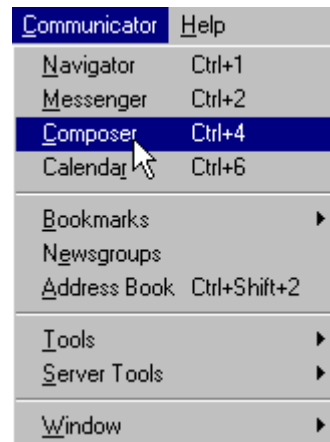 Communicator Help
Navigator Ctrl+1
Messenger Ctrl+2
Composer Ctrl+4
Calendar Ctrl+6
Bookmarks
Newsgroups
Address Book Ctrl+Shift+2
Tools
Server Tools
Window